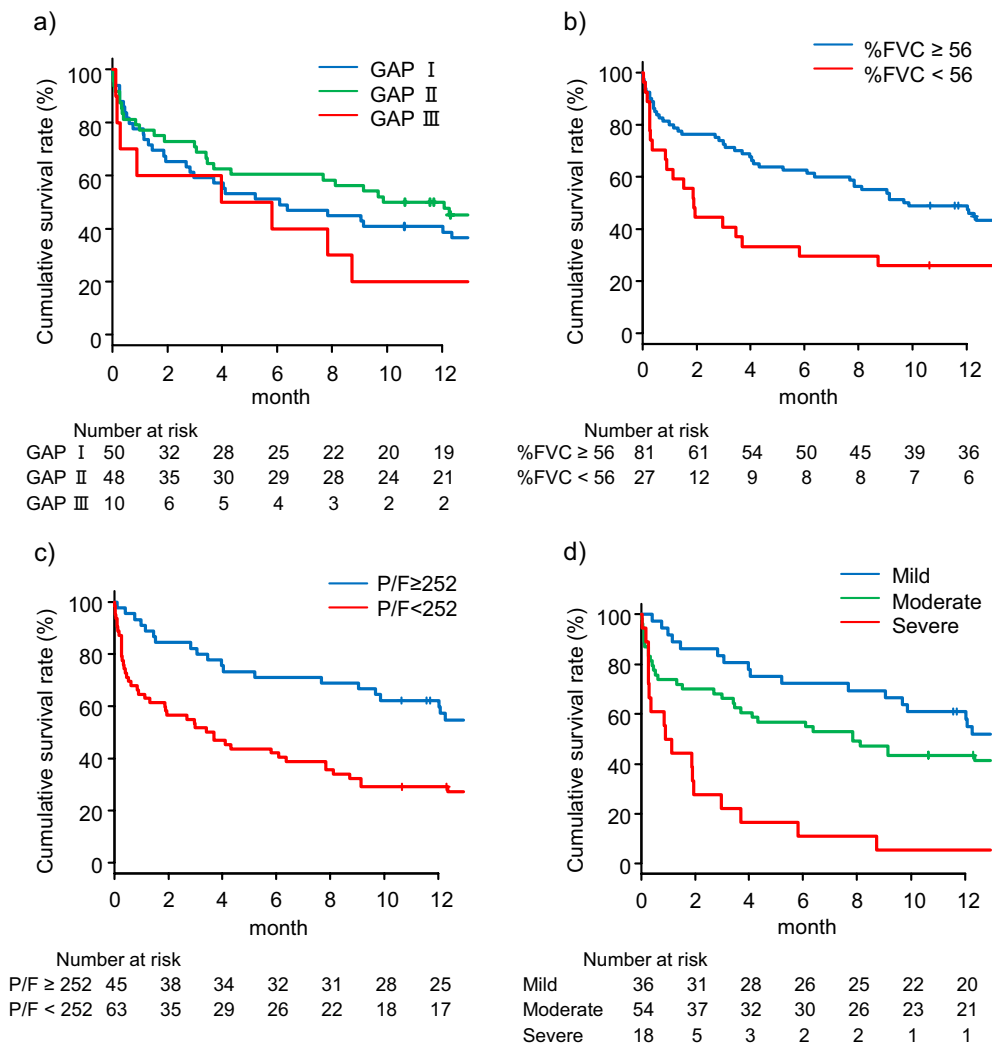 a)
GAP Ⅰ
GAP Ⅱ
GAP Ⅲ
Cumulative survival rate (%)
100
80
60
40
20
0
0 2 4 6 8 10 12
month
Number at risk
GAP Ⅰ 50 32 28 25 22 20 19
GAP Ⅱ 48 35 30 29 28 24 21
GAP Ⅲ 10 6 5 4 3 2 2
b)
%FVC ≥ 56
%FVC < 56
Cumulative survival rate (%)
100
80
60
40
20
0
0 2 4 6 8 10 12
month
Number at risk
%FVC ≥ 56 81 61 54 50 45 39 36
%FVC < 56 27 12 9 8 8 7 6
c)
P/F≥252
P/F<252
Cumulative survival rate (%)
100
80
60
40
20
0
0 2 4 6 8 10 12
month
Number at risk
P/F ≥ 252 45 38 34 32 31 28 25
P/F < 252 63 35 29 26 22 18 17
d)
Mild
Moderate
Severe
Cumulative survival rate (%)
100
80
60
40
20
0
0 2 4 6 8 10 12
month
Number at risk
Mild 36 31 28 26 25 22 20
Moderate 54 37 32 30 26 23 21
Severe 18 5 3 2 2 1 1